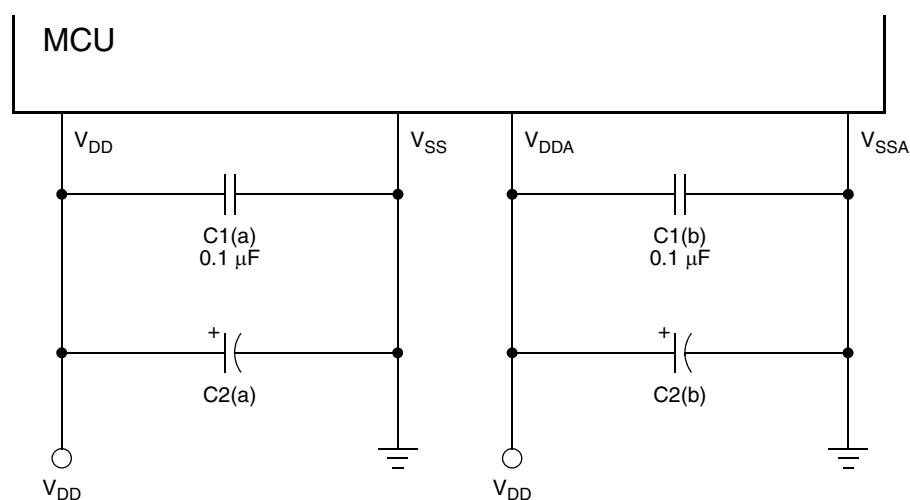 MCU
VDD
VSS
VDDA
VSSA
C1(a)
0.1 μF
C1(b)
0.1 μF
+
C2(a)
+
C2(b)
VDD
VDD